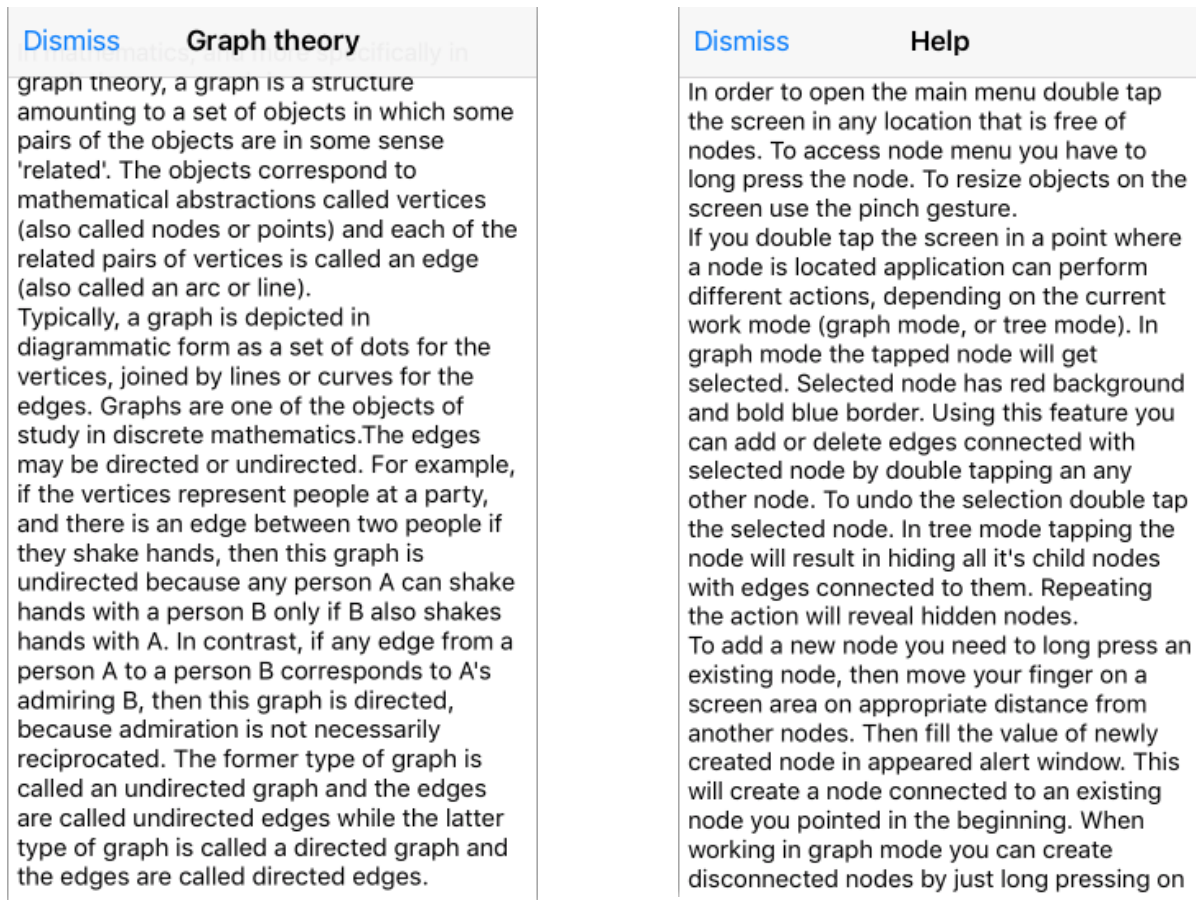 Dismiss
Graph theory
In mathematics, and more specifically in
graph theory, a graph is a structure
amounting to a set of objects in which some
pairs of the objects are in some sense
'related'. The objects correspond to
mathematical abstractions called vertices
(also called nodes or points) and each of the
related pairs of vertices is called an edge
(also called an arc or line).
Typically, a graph is depicted in
diagrammatic form as a set of dots for the
vertices, joined by lines or curves for the
edges. Graphs are one of the objects of
study in discrete mathematics.The edges
may be directed or undirected. For example,
if the vertices represent people at a party,
and there is an edge between two people if
they shake hands, then this graph is
undirected because any person A can shake
hands with a person B only if B also shakes
hands with A. In contrast, if any edge from a
person A to a person B corresponds to A's
admiring B, then this graph is directed,
because admiration is not necessarily
reciprocated. The former type of graph is
called an undirected graph and the edges
are called undirected edges while the latter
type of graph is called a directed graph and
the edges are called directed edges.
Dismiss
Help
In order to open the main menu double tap
the screen in any location that is free of
nodes. To access node menu you have to
long press the node. To resize objects on the
screen use the pinch gesture.
If you double tap the screen in a point where
a node is located application can perform
different actions, depending on the current
work mode (graph mode, or tree mode). In
graph mode the tapped node will get
selected. Selected node has red background
and bold blue border. Using this feature you
can add or delete edges connected with
selected node by double tapping an any
other node. To undo the selection double tap
the selected node. In tree mode tapping the
node will result in hiding all it's child nodes
with edges connected to them. Repeating
the action will reveal hidden nodes.
To add a new node you need to long press an
existing node, then move your finger on a
screen area on appropriate distance from
another nodes. Then fill the value of newly
created node in appeared alert window. This
will create a node connected to an existing
node you pointed in the beginning. When
working in graph mode you can create
disconnected nodes by just long pressing on